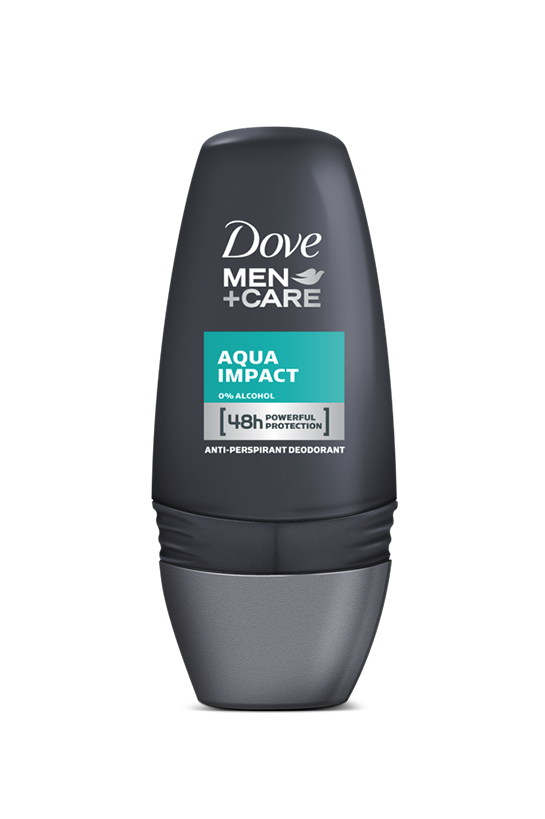 Dove
MEN
+CARE
AQUA
IMPACT
0% ALCOHOL
[48h POWERFUL
PROTECTION]
ANTI-PERSPIRANT DEODORANT